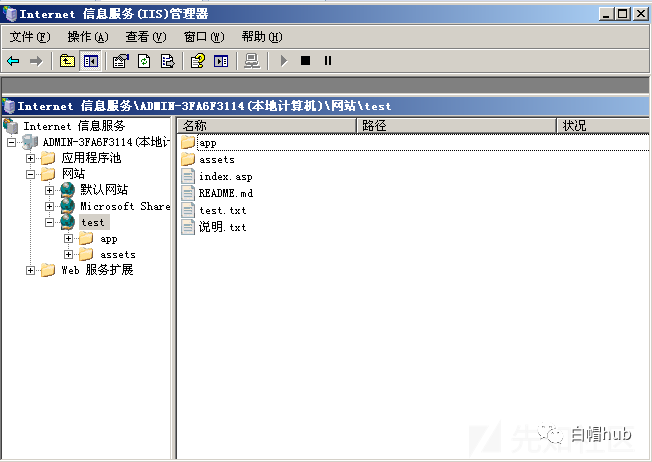 Internet 信息服务(IIS)管理器
文件(F) 操作(A) 查看(V) 窗口(W) 帮助(H)
Internet 信息服务\ADMIN-3FA6F3114(本地计算机)\网站\test
Internet 信息服务
ADMIN-3FA6F3114(本地计
应用程序池
网站
默认网站
Microsoft Share
test
app
assets
Web 服务扩展
名称 路径 状况
app
assets
index.asp
README.md
test.txt
说明.txt
先知社区
白帽hub